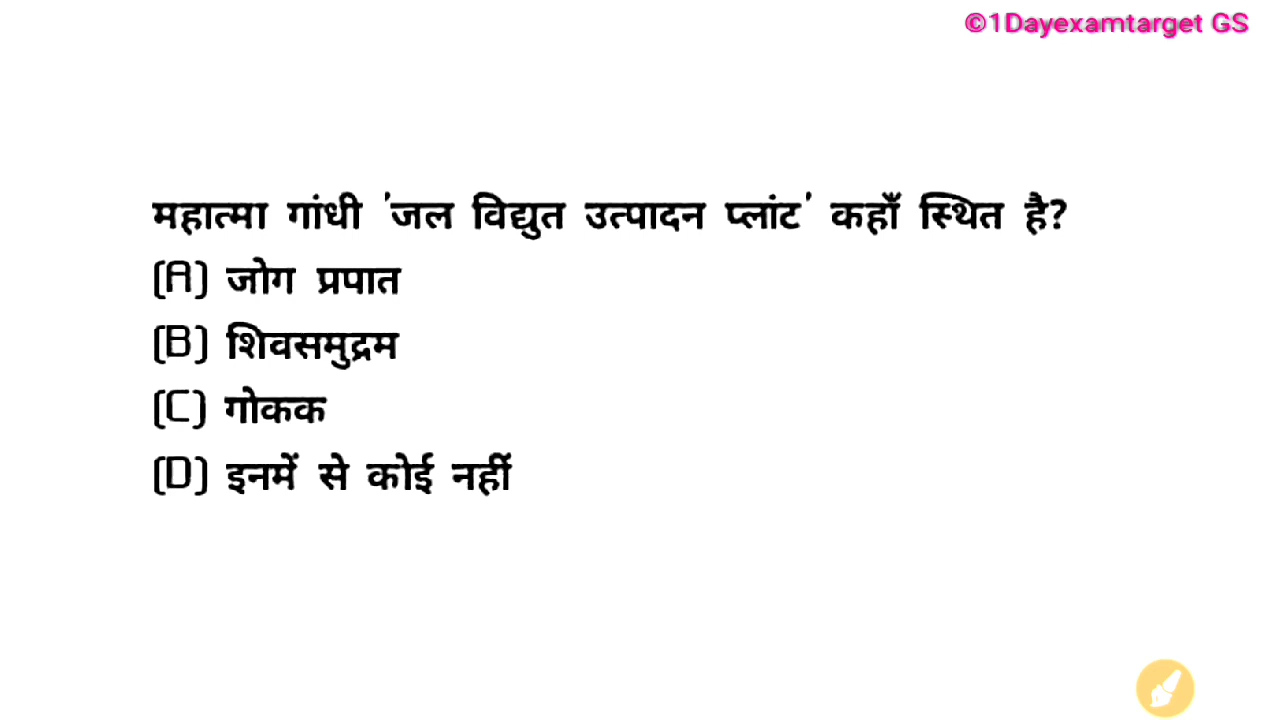 ©1Dayexamtarget GS
महात्मा गांधी 'जल विद्युत उत्पादन प्लांट' कहाँ स्थित है?
(A) जोग प्रपात
(B) शिवसमुद्रम
(C) गोकक
(D) इनमें से कोई नहीं